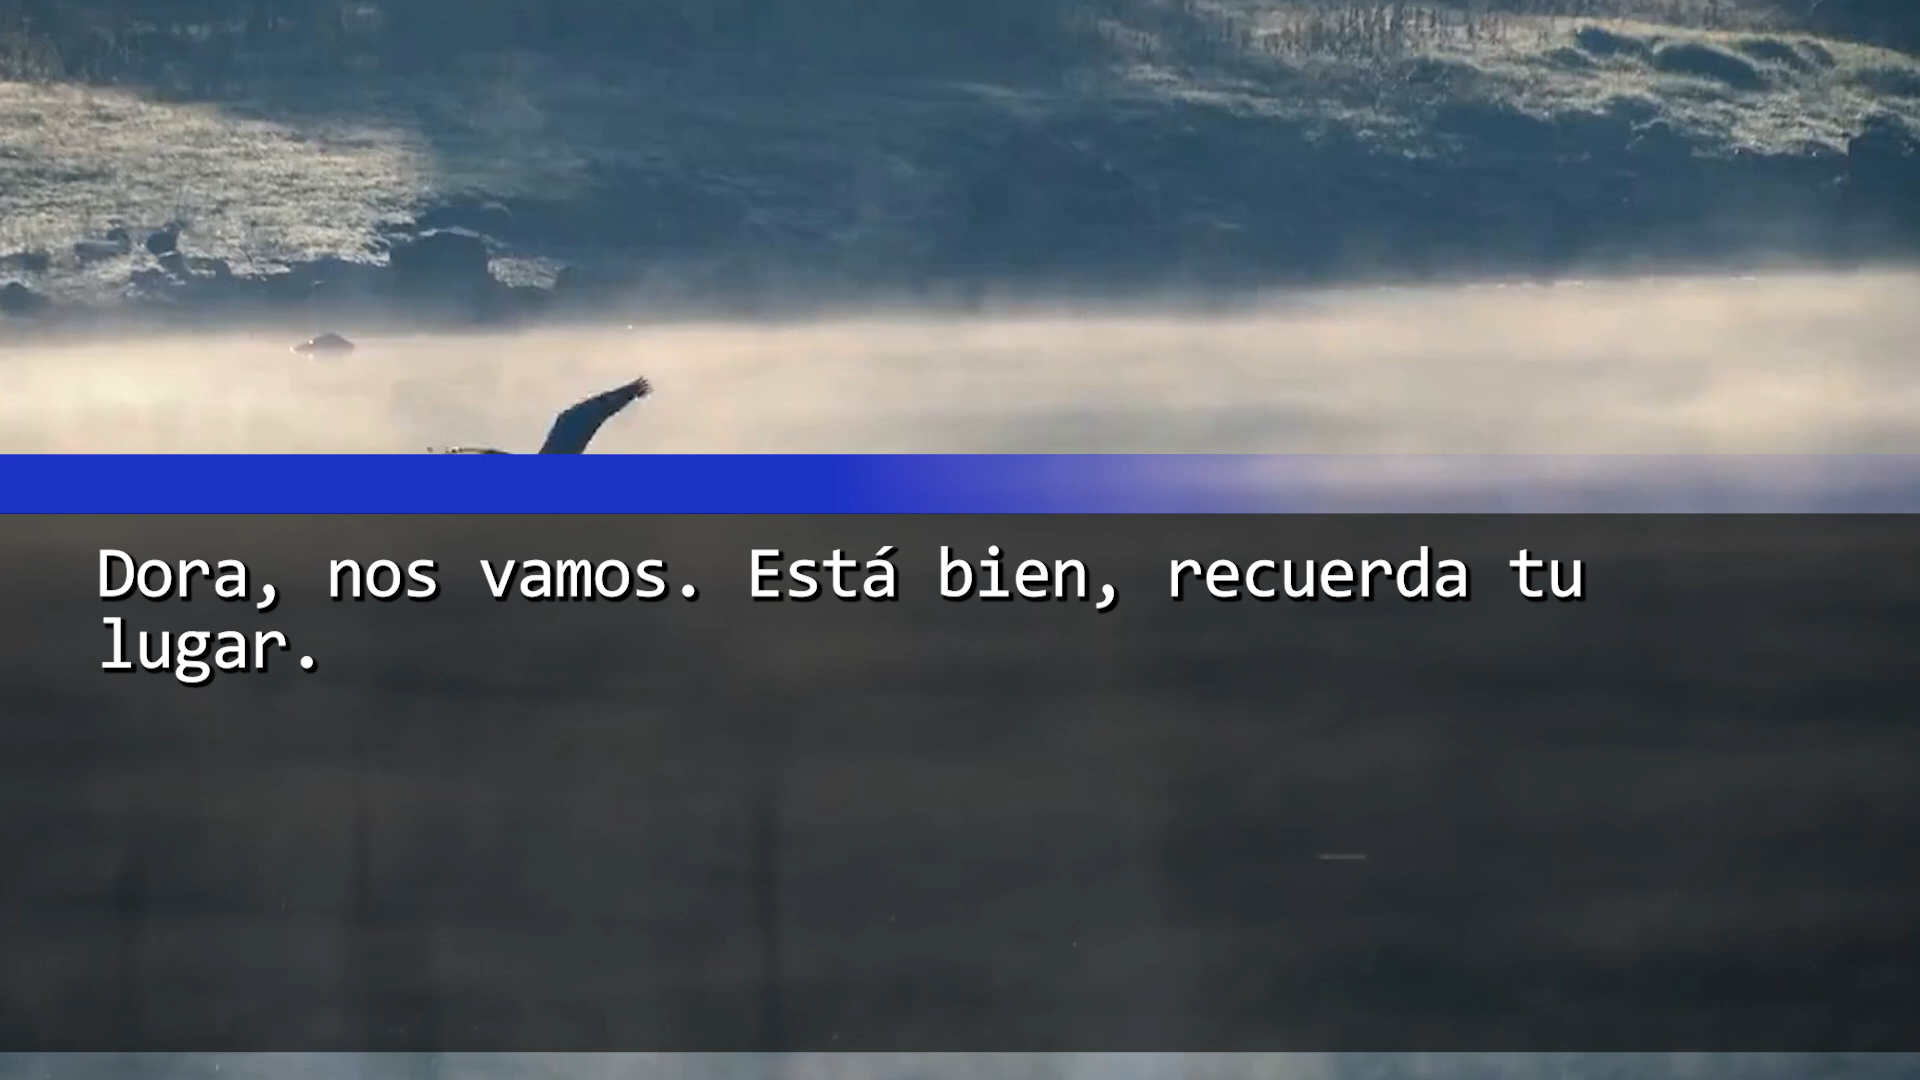 Dora, nos vamos. Está bien, recuerda tu
lugar.